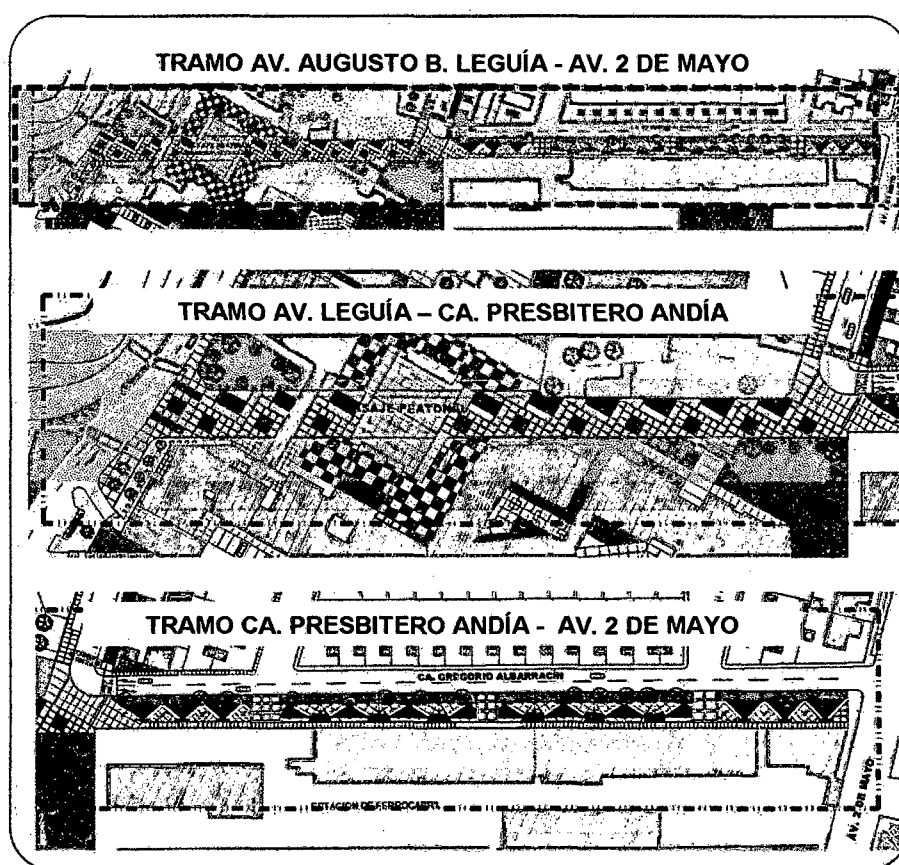 TRAMO AV. AUGUSTO B. LEGUÍA - AV. 2 DE MAYO
TRAMO AV. LEGUÍA – CA. PRESBITERO ANDÍA
PEATONAL
TRAMO CA. PRESBITERO ANDÍA - AV. 2 DE MAYO
CA. GREGORIO ALBARRACIN
ESTACION DE FERROCARRIL
AV. 2 DE MAYO